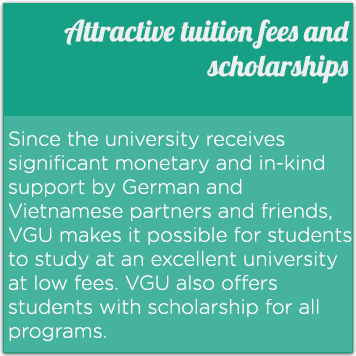 Attractive tuition fees and
scholarships
Since the university receives
significant monetary and in-kind
support by German and
Vietnamese partners and friends,
VGU makes it possible for students
to study at an excellent university
at low fees. VGU also offers
students with scholarship for all
programs.